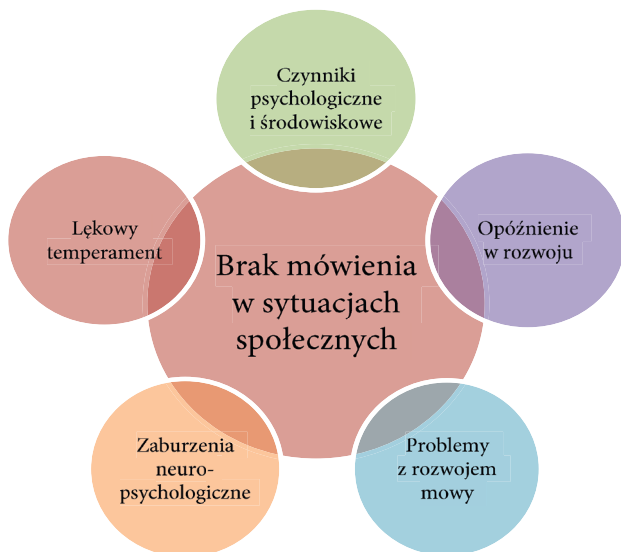 Czynniki
psychologiczne
i środowiskowe
Lękowy
temperament
Opóźnienie
w rozwoju
Brak mówienia
w sytuacjach
społecznych
Zaburzenia
neuro-
psychologiczne
Problemy
z rozwojem
mowy